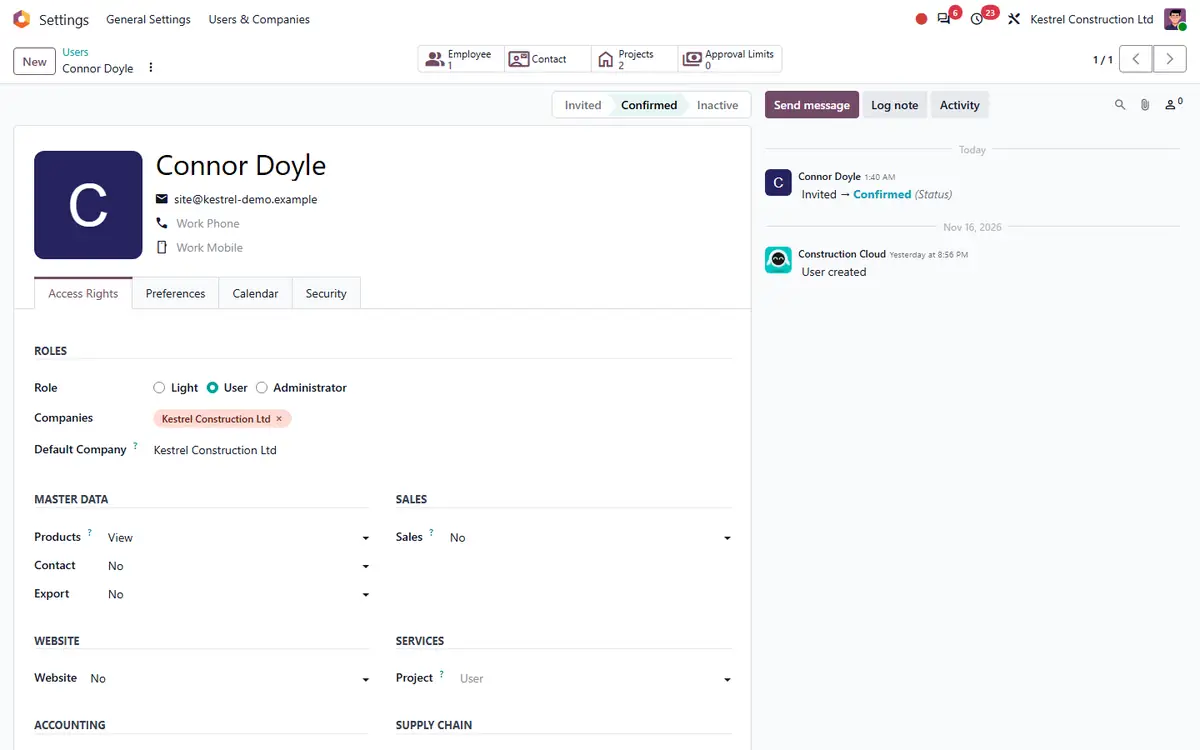 Settings General Settings Users & Companies 6 23 Kestrel Construction Ltd
New Users
Connor Doyle
Employee 1 Contact Projects 2 Approval Limits 0
1 / 1
Invited Confirmed Inactive
Send message Log note Activity 0
C
Connor Doyle
site@kestrel-demo.example
Work Phone
Work Mobile
Access Rights Preferences Calendar Security
ROLES
Role Light User Administrator
Companies Kestrel Construction Ltd ×
Default Company ? Kestrel Construction Ltd
MASTER DATA
Products ? View
Contact No
Export No
SALES
Sales ? No
WEBSITE
Website No
SERVICES
Project ? User
ACCOUNTING
SUPPLY CHAIN
Today
C
Connor Doyle 1:40 AM
Invited → Confirmed (Status)
Nov 16, 2026
Construction Cloud Yesterday at 8:56 PM
User created